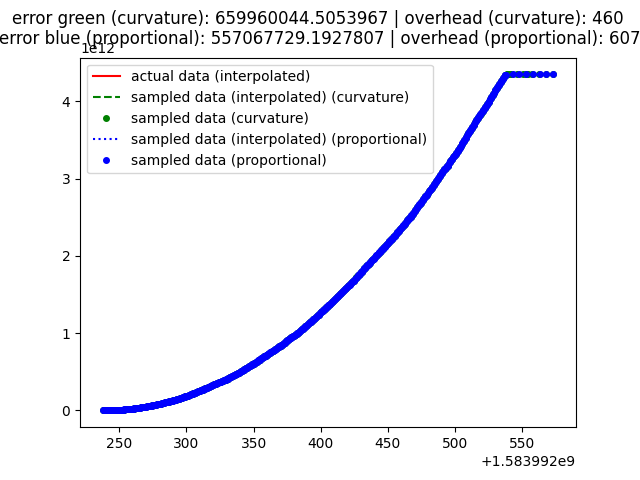 error green (curvature): 659960044.5053967 | overhead (curvature): 460
error blue (proportional): 557067729.1927807 | overhead (proportional): 607
1e12
actual data (interpolated)
sampled data (interpolated) (curvature)
sampled data (curvature)
sampled data (interpolated) (proportional)
sampled data (proportional)
4
3
2
1
0
250 300 350 400 450 500 550
+1.583992e9